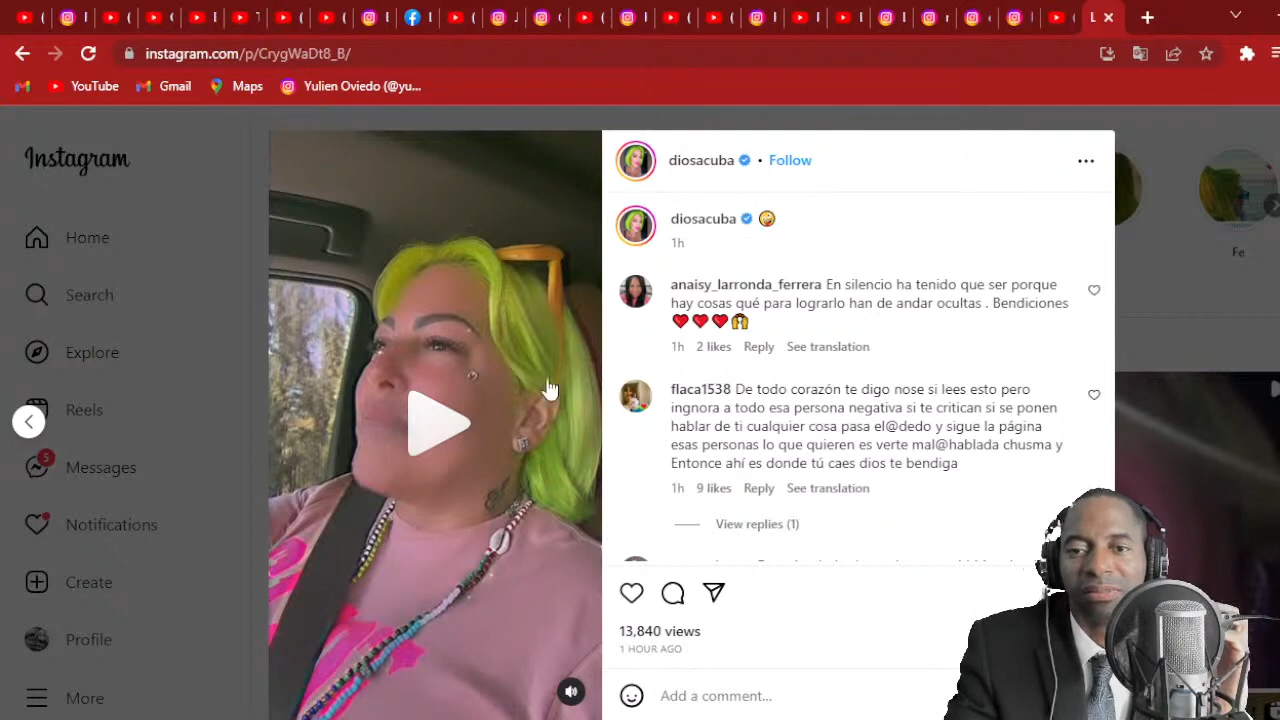 instagram.com/p/CrygWaDt8_B/
YouTube
Gmail
Maps
Yulien Oviedo (@yu...
Instagram
Home
Search
Explore
Reels
5
Messages
Notifications
Create
Profile
More
diosacuba • Follow
diosacuba
1h
anaisy_larronda_ferrera En silencio ha tenido que ser porque
hay cosas qué para lograrlo han de andar ocultas . Bendiciones
1h 2 likes Reply See translation
flaca1538 De todo corazón te digo nose si lees esto pero
ingnora a todo esa persona negativa si te critican si se ponen
hablar de ti cualquier cosa pasa el@dedo y sigue la página
esas personas lo que quieren es verte mal@hablada chusma y
Entonce ahí es donde tú caes dios te bendiga
1h 9 likes Reply See translation
View replies (1)
13,840 views
1 HOUR AGO
Add a comment...
Fe